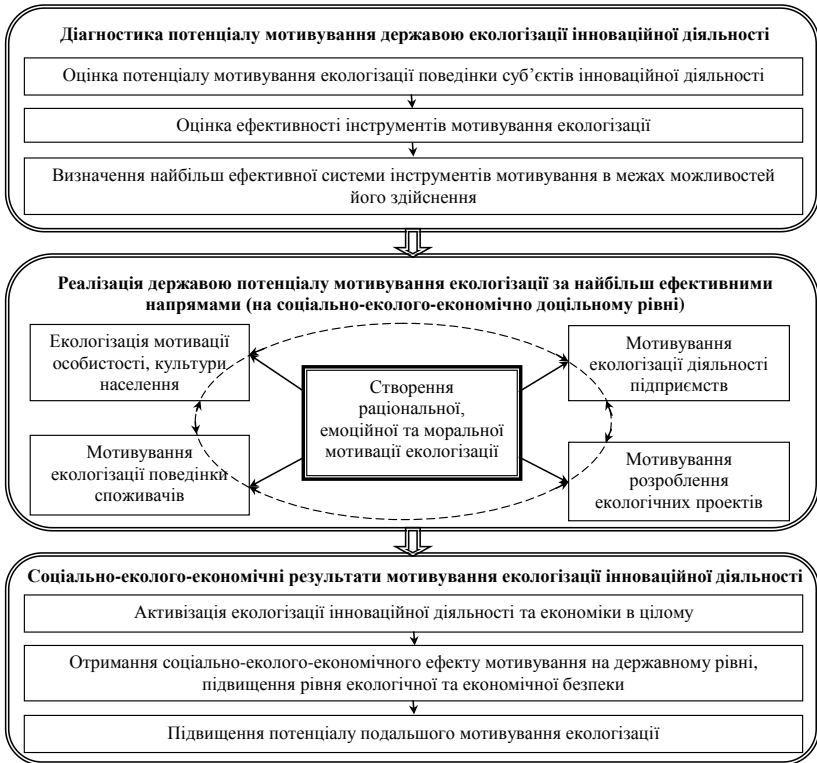 Діагностика потенціалу мотивування державою екологізації інноваційної діяльності
Оцінка потенціалу мотивування екологізації поведінки суб’єктів інноваційної діяльності
Оцінка ефективності інструментів мотивування екологізації
Визначення найбільш ефективної системи інструментів мотивування в межах можливостей
його здійснення
Реалізація державою потенціалу мотивування екологізації за найбільш ефективними
напрямами (на соціально-еколого-економічно доцільному рівні)
Екологізація мотивації
особистості, культури
населення
Мотивування
екологізації діяльності
підприємств
Створення
раціональної,
емоційної та моральної
мотивації екологізації
Мотивування
екологізації поведінки
споживачів
Мотивування
розроблення
екологічних проектів
Соціально-еколого-економічні результати мотивування екологізації інноваційної діяльності
Активізація екологізації інноваційної діяльності та економіки в цілому
Отримання соціально-еколого-економічного ефекту мотивування на державному рівні,
підвищення рівня екологічної та економічної безпеки
Підвищення потенціалу подальшого мотивування екологізації